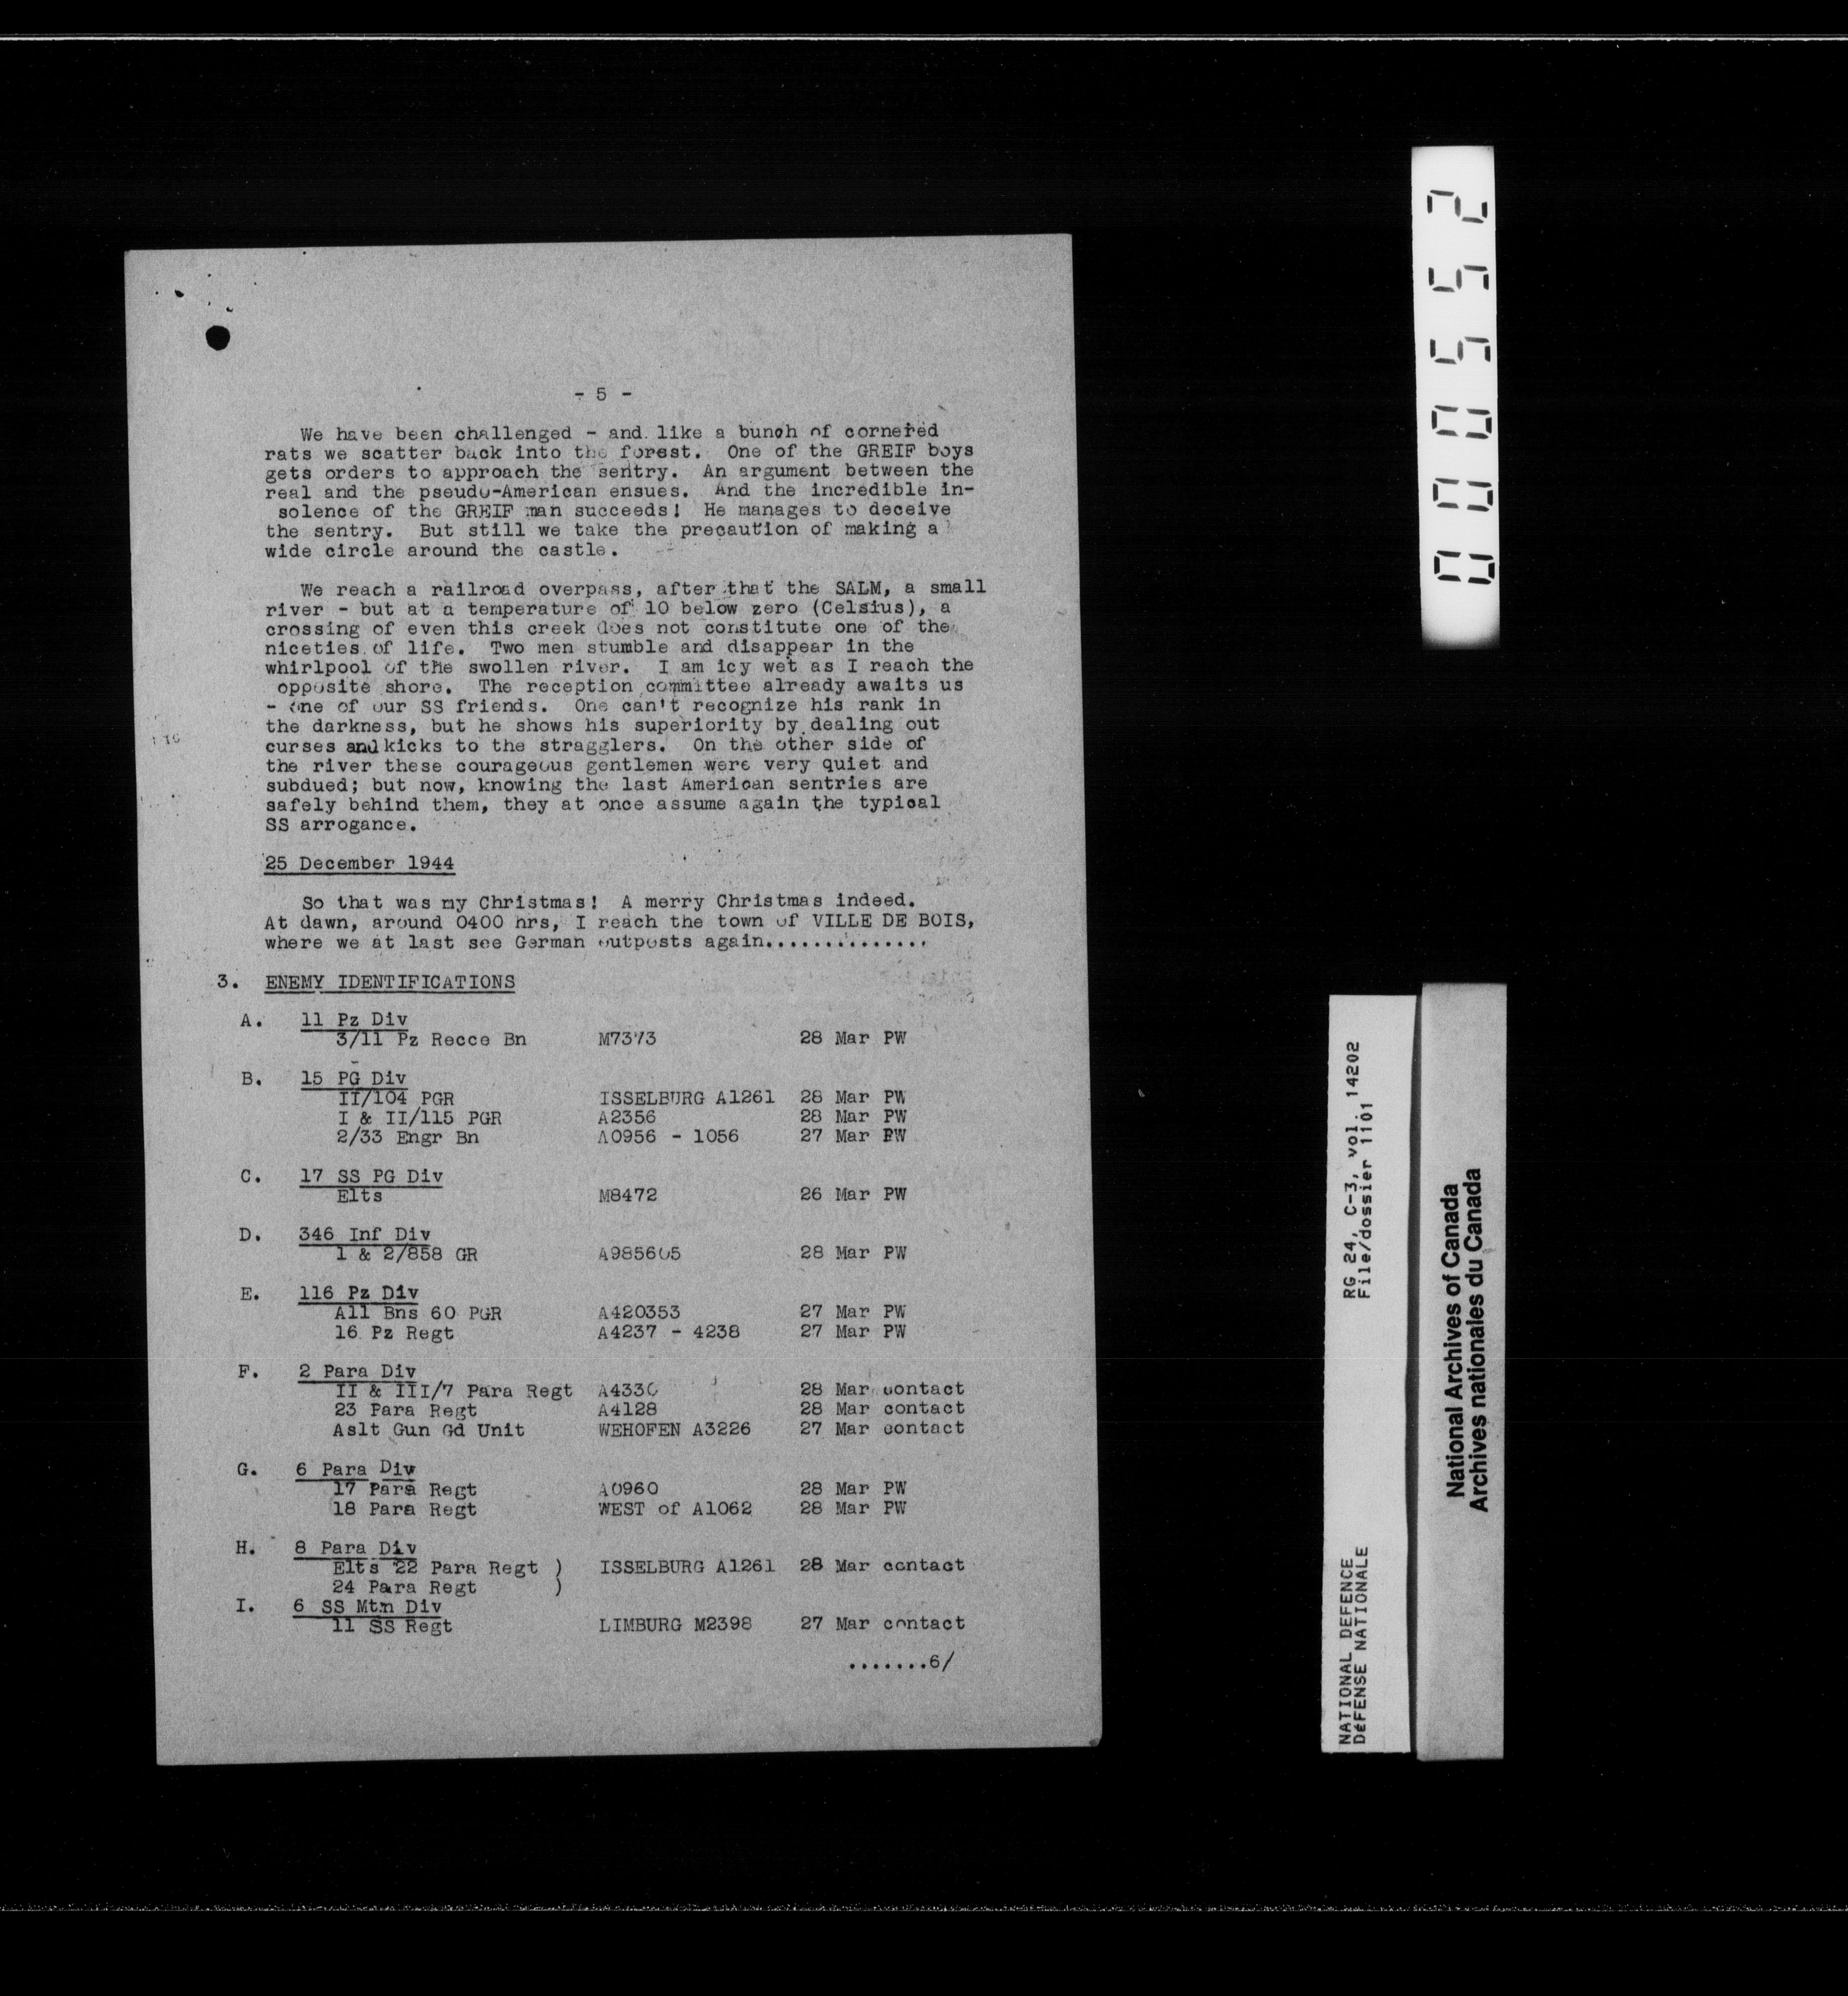 - 5 -
We have been challenged - and like a bunch of cornered
rats we scatter back into the forest. One of the GREIF boys
gets orders to approach the sentry. An argument between the
real and the pseudo-American ensues. And the incredible in-
solence of the GREIF man succeeds! He manages to deceive
the sentry. But still we take the precaution of making a
wide circle around the castle.
We reach a railroad overpass, after that the SALM, a small
river - but at a temperature of 10 below zero (Celsius), a
crossing of even this creek does not constitute one of the
niceties of life. Two men stumble and disappear in the
whirlpool of the swollen river. I am icy wet as I reach the
opposite shore. The reception committee already awaits us
- one of our SS friends. One can't recognize his rank in
the darkness, but he shows his superiority by dealing out
curses and kicks to the stragglers. On the other side of
the river these courageous gentlemen were very quiet and
subdued; but now, knowing the last American sentries are
safely behind them, they at once assume again the typical
SS arrogance.
25 December 1944
So that was my Christmas! A merry Christmas indeed.
At dawn, around 0400 hrs, I reach the town of VILLE DE BOIS,
where we at last see German outposts again..............
3. ENEMY IDENTIFICATIONS
A. 11 Pz Div
3/11 Pz Recce Bn M7373 28 Mar PW
B. 15 PG Div
II/104 PGR ISSELBURG A1261 28 Mar PW
I & II/115 PGR A2356 28 Mar PW
2/33 Engr Bn A0956 - 1056 27 Mar PW
C. 17 SS PG Div
Elts M8472 26 Mar PW
D. 346 Inf Div
1 & 2/858 GR A985605 28 Mar PW
E. 116 Pz Div
All Bns 60 PGR A420353 27 Mar PW
16 Pz Regt A4237 - 4238 27 Mar PW
F. 2 Para Div
II & III/7 Para Regt A4330 28 Mar contact
23 Para Regt A4128 28 Mar contact
Aslt Gun Gd Unit WEHOFEN A3226 27 Mar contact
G. 6 Para Div
17 Para Regt A0960 28 Mar PW
18 Para Regt WEST of A1062 28 Mar PW
H. 8 Para Div
Elts 22 Para Regt ) ISSELBURG A1261 28 Mar contact
24 Para Regt )
I. 6 SS Mtn Div
11 SS Regt LIMBURG M2398 27 Mar contact
.......6/
000552
RG 24, C-3, vol. 14202
File/dossier 1101
NATIONAL DEFENCE
DéFENSE NATIONALE
National Archives of Canada
Archives nationales du Canada